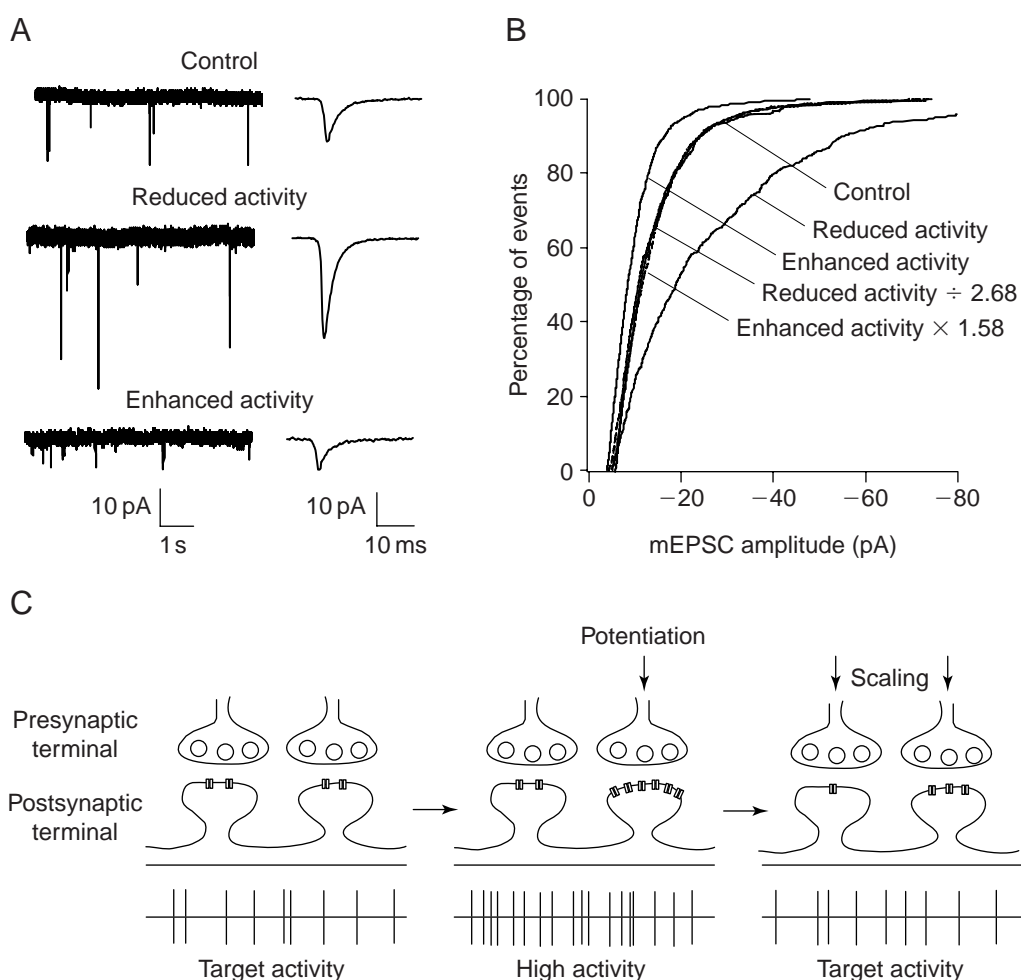 A
Control
Reduced activity
Enhanced activity
10 pA
1 s
10 pA
10 ms
B
Percentage of events
100
80
60
40
20
0
0
−20
−40
−60
−80
mEPSC amplitude (pA)
Control
Reduced activity
Enhanced activity
Reduced activity ÷ 2.68
Enhanced activity × 1.58
C
Potentiation
Scaling
Presynaptic
terminal
Postsynaptic
terminal
Target activity
High activity
Target activity